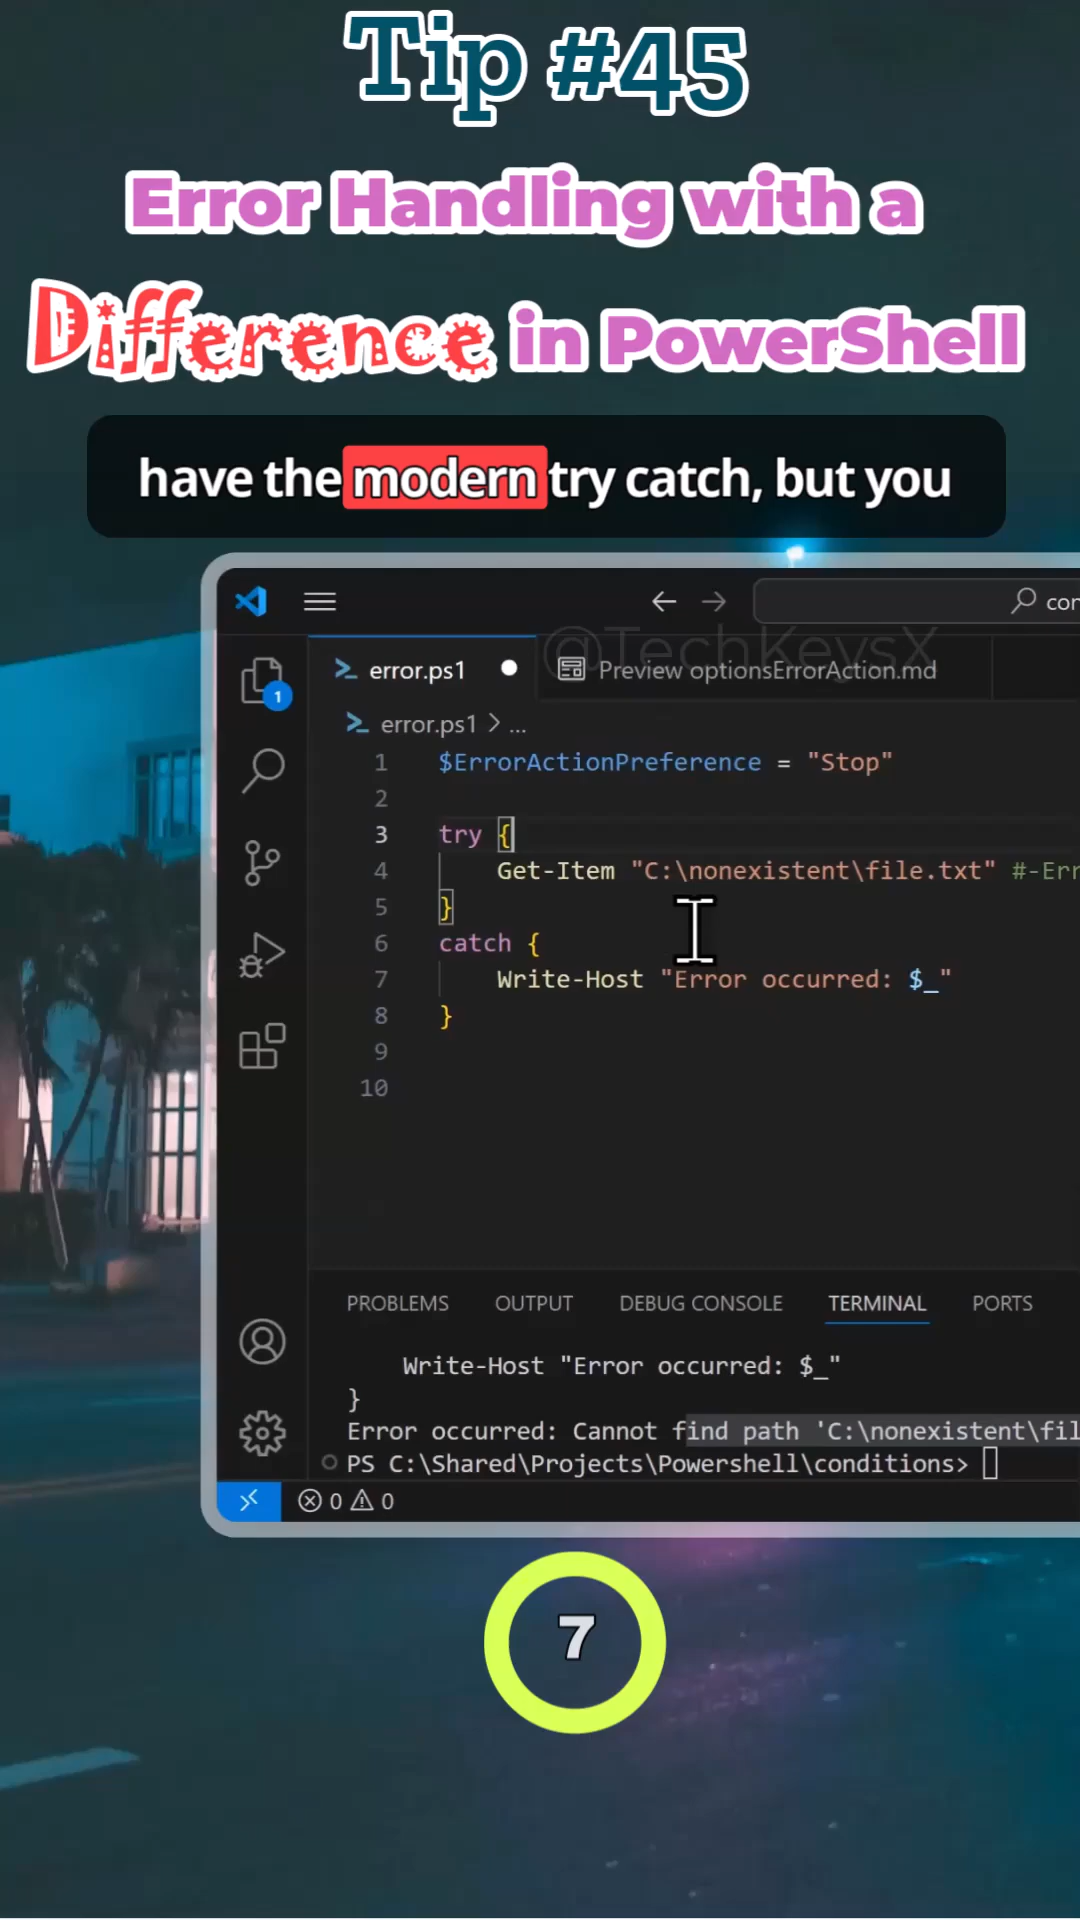 Tip #45
Error Handling with a
Difference in PowerShell
have the modern try catch, but you
con
@TechKeysX
error.ps1
Preview optionsErrorAction.md
error.ps1 > ...
1 $ErrorActionPreference = "Stop"
2
3 try {
4 Get-Item "C:\nonexistent\file.txt" #-Err
5 }
6 catch {
7 Write-Host "Error occurred: $_"
8 }
9
10
1
PROBLEMS OUTPUT DEBUG CONSOLE TERMINAL PORTS
Write-Host "Error occurred: $_"
}
Error occurred: Cannot find path 'C:\nonexistent\fil
PS C:\Shared\Projects\Powershell\conditions>
0 0
7